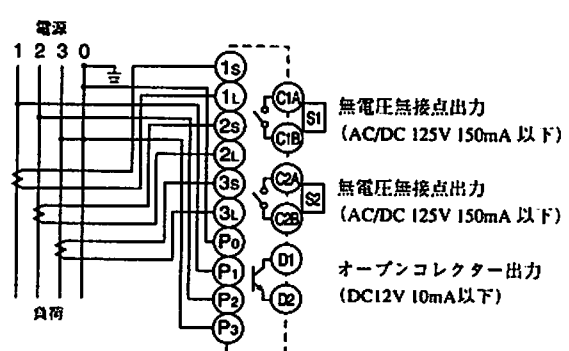 電源
1 2 3 0
1S
1L
2S
2L
3S
3L
P0
P1
P2
P3
C1A
C1B
S1
無電圧無接点出力
(AC/DC 125V 150mA 以下)
C2A
C2B
S2
無電圧無接点出力
(AC/DC 125V 150mA 以下)
D1
D2
オープンコレクター出力
(DC12V 10mA以下)
負荷